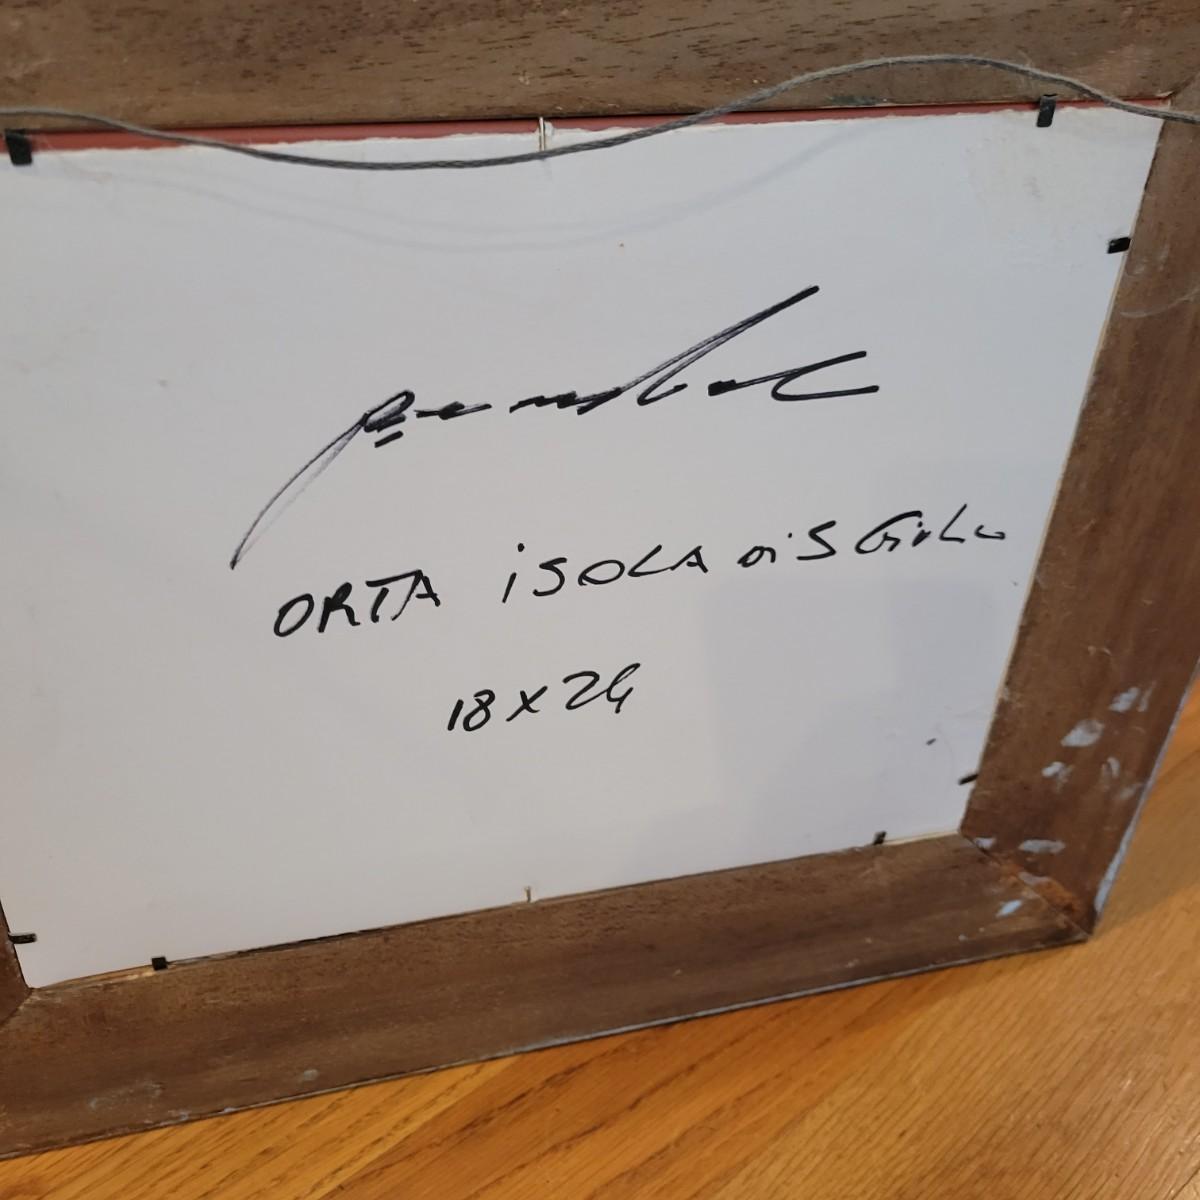 ORTA iSOLA Di S GiuLio
18 x 24